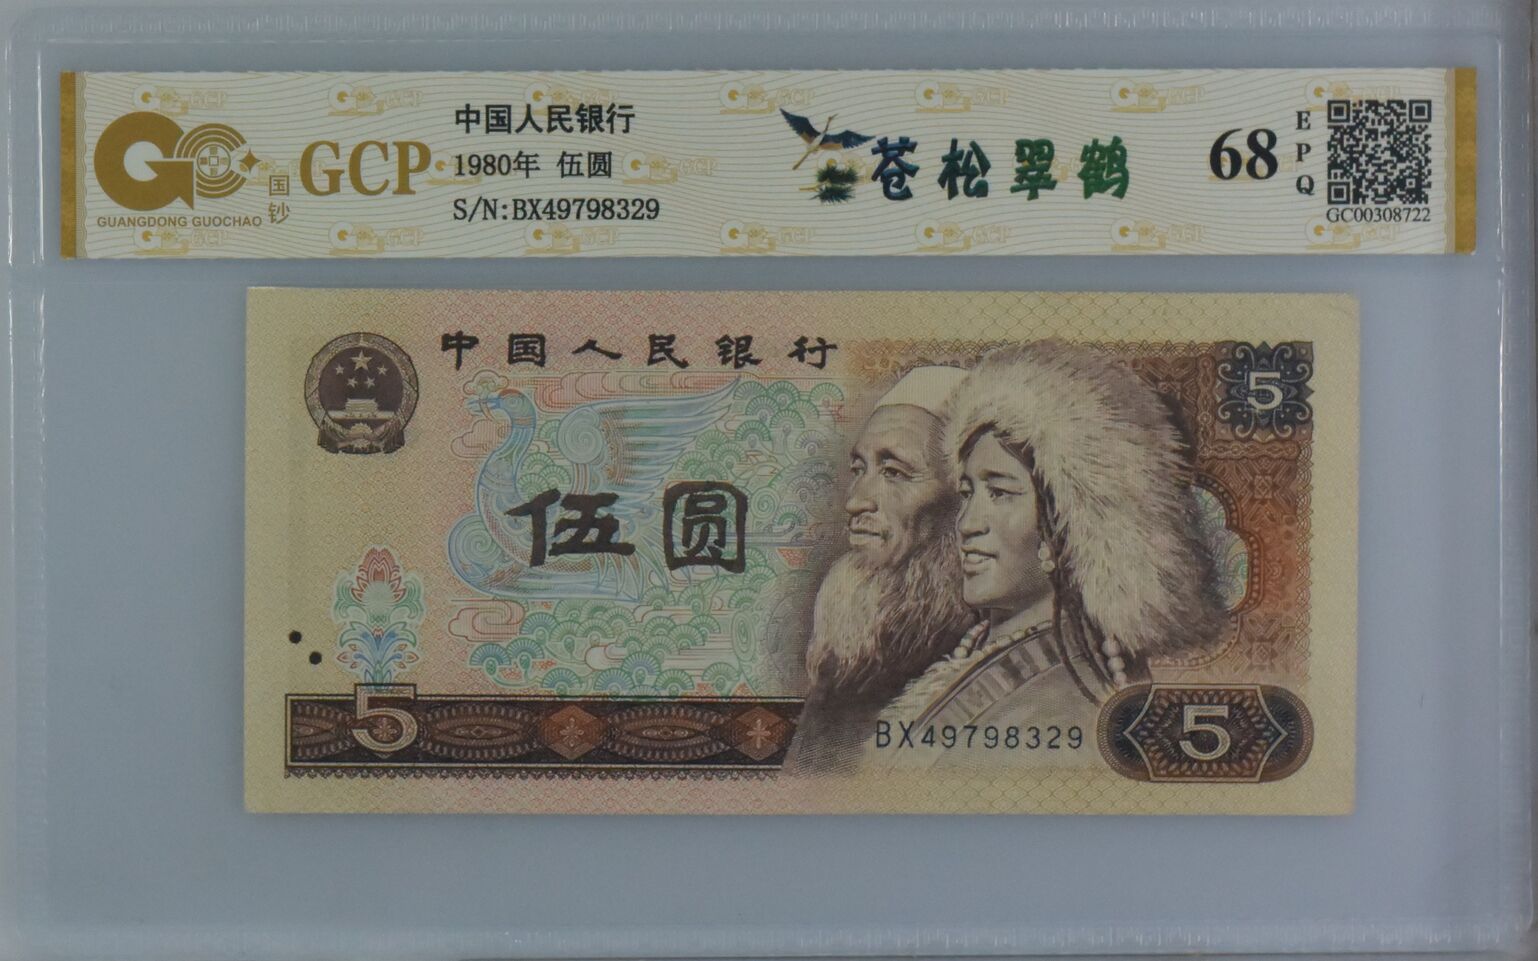 GUANGDONG GUOCHAO
国钞
GCP
中国人民银行
1980年 伍圆
S/N:BX49798329
苍松翠鹤
68
EPQ
GC00308722
中国人民银行
5
伍圆
5
BX49798329
5